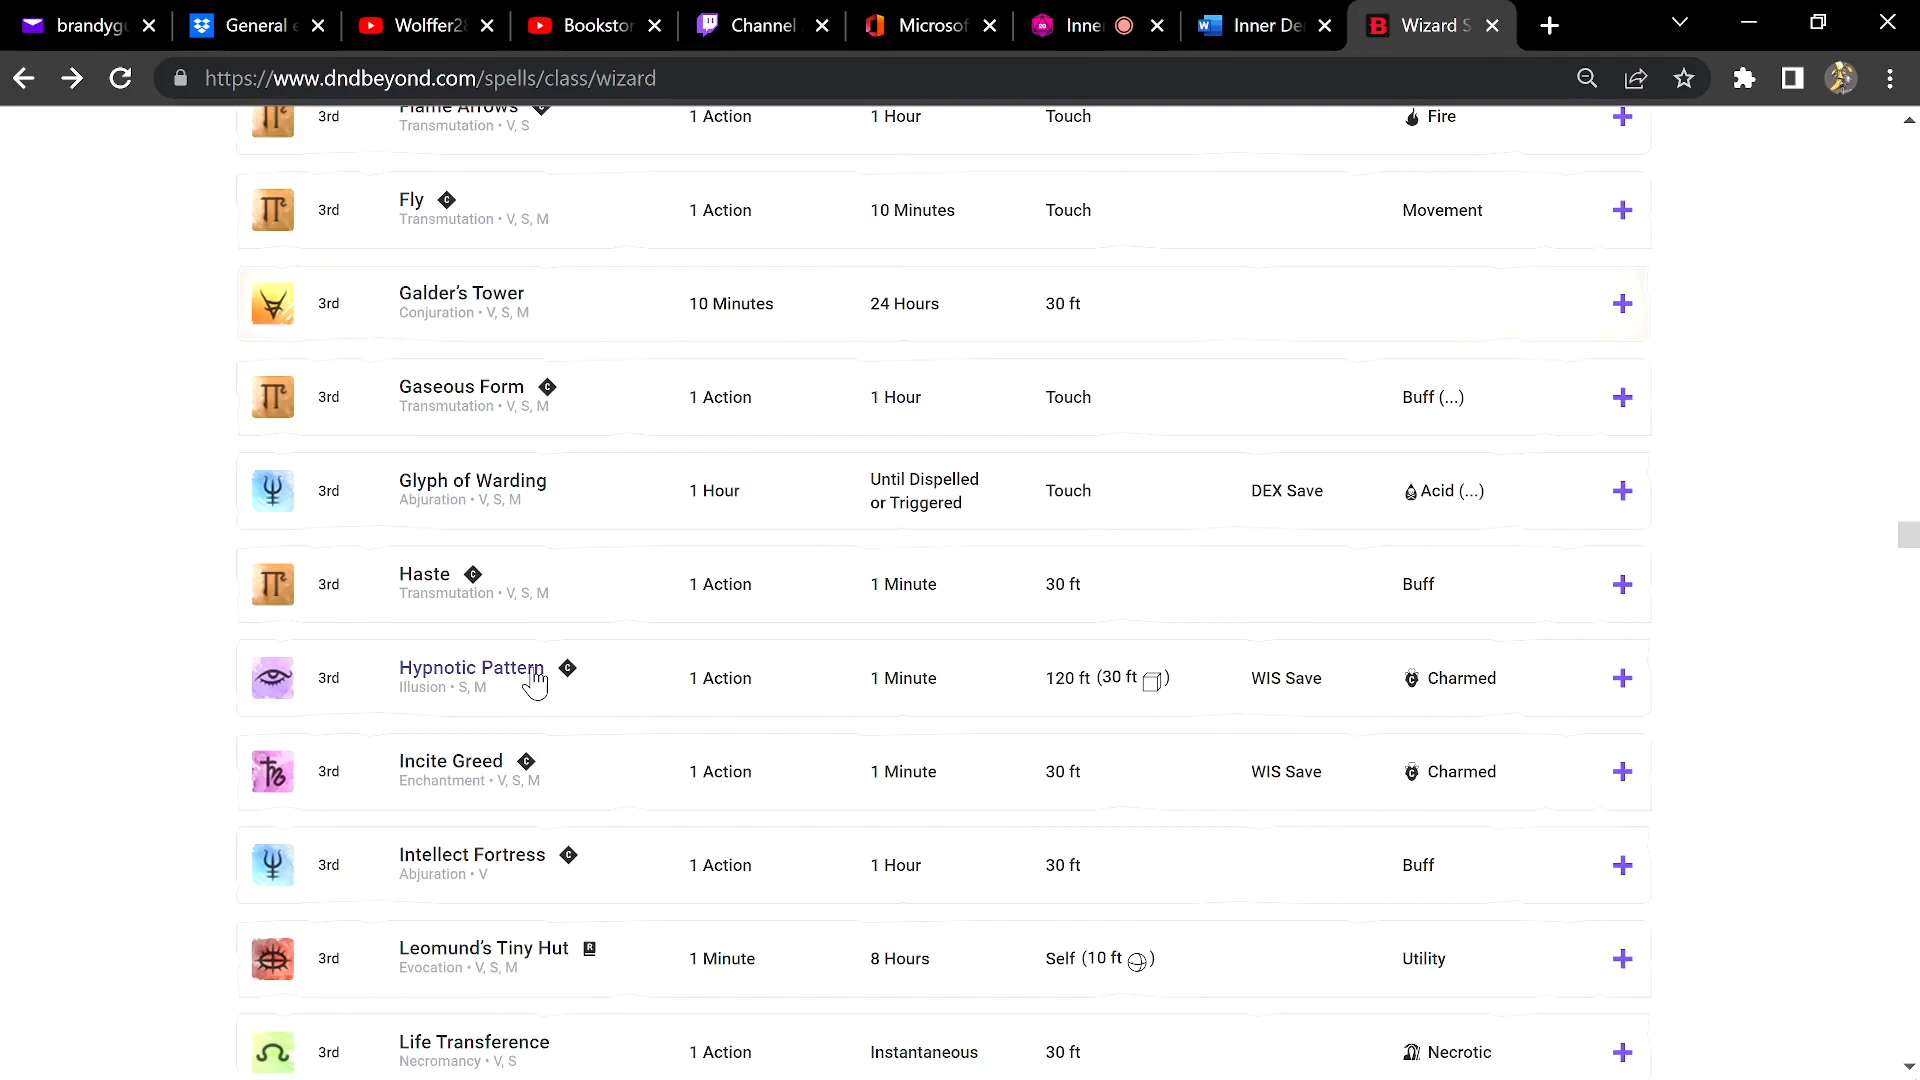 brandygu
General e
Wolffer28
Bookstor
Channel
Microsof
Inne
Inner De
Wizard S
https://www.dndbeyond.com/spells/class/wizard
3rd
Flame Arrows
Transmutation • V, S
1 Action
1 Hour
Touch
Fire
3rd
Fly
Transmutation • V, S, M
1 Action
10 Minutes
Touch
Movement
3rd
Galder's Tower
Conjuration • V, S, M
10 Minutes
24 Hours
30 ft
3rd
Gaseous Form
Transmutation • V, S, M
1 Action
1 Hour
Touch
Buff (...)
3rd
Glyph of Warding
Abjuration • V, S, M
1 Hour
Until Dispelled
or Triggered
Touch
DEX Save
Acid (...)
3rd
Haste
Transmutation • V, S, M
1 Action
1 Minute
30 ft
Buff
3rd
Hypnotic Pattern
Illusion • S, M
1 Action
1 Minute
120 ft (30 ft )
WIS Save
Charmed
3rd
Incite Greed
Enchantment • V, S, M
1 Action
1 Minute
30 ft
WIS Save
Charmed
3rd
Intellect Fortress
Abjuration • V
1 Action
1 Hour
30 ft
Buff
3rd
Leomund's Tiny Hut
Evocation • V, S, M
1 Minute
8 Hours
Self (10 ft )
Utility
3rd
Life Transference
Necromancy • V, S
1 Action
Instantaneous
30 ft
Necrotic